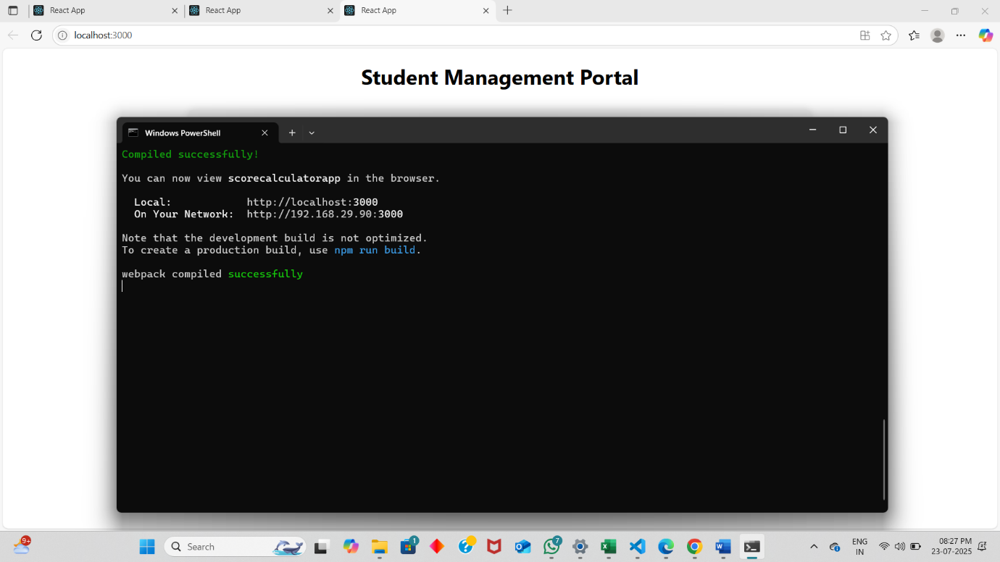 React App
React App
React App
localhost:3000
Student Management Portal
Windows PowerShell
Compiled successfully!
You can now view scorecalculatorapp in the browser.
Local: http://localhost:3000
On Your Network: http://192.168.29.90:3000
Note that the development build is not optimized.
To create a production build, use npm run build.
webpack compiled successfully
9+
Search
1
7
ENG
IN
08:27 PM
23-07-2025